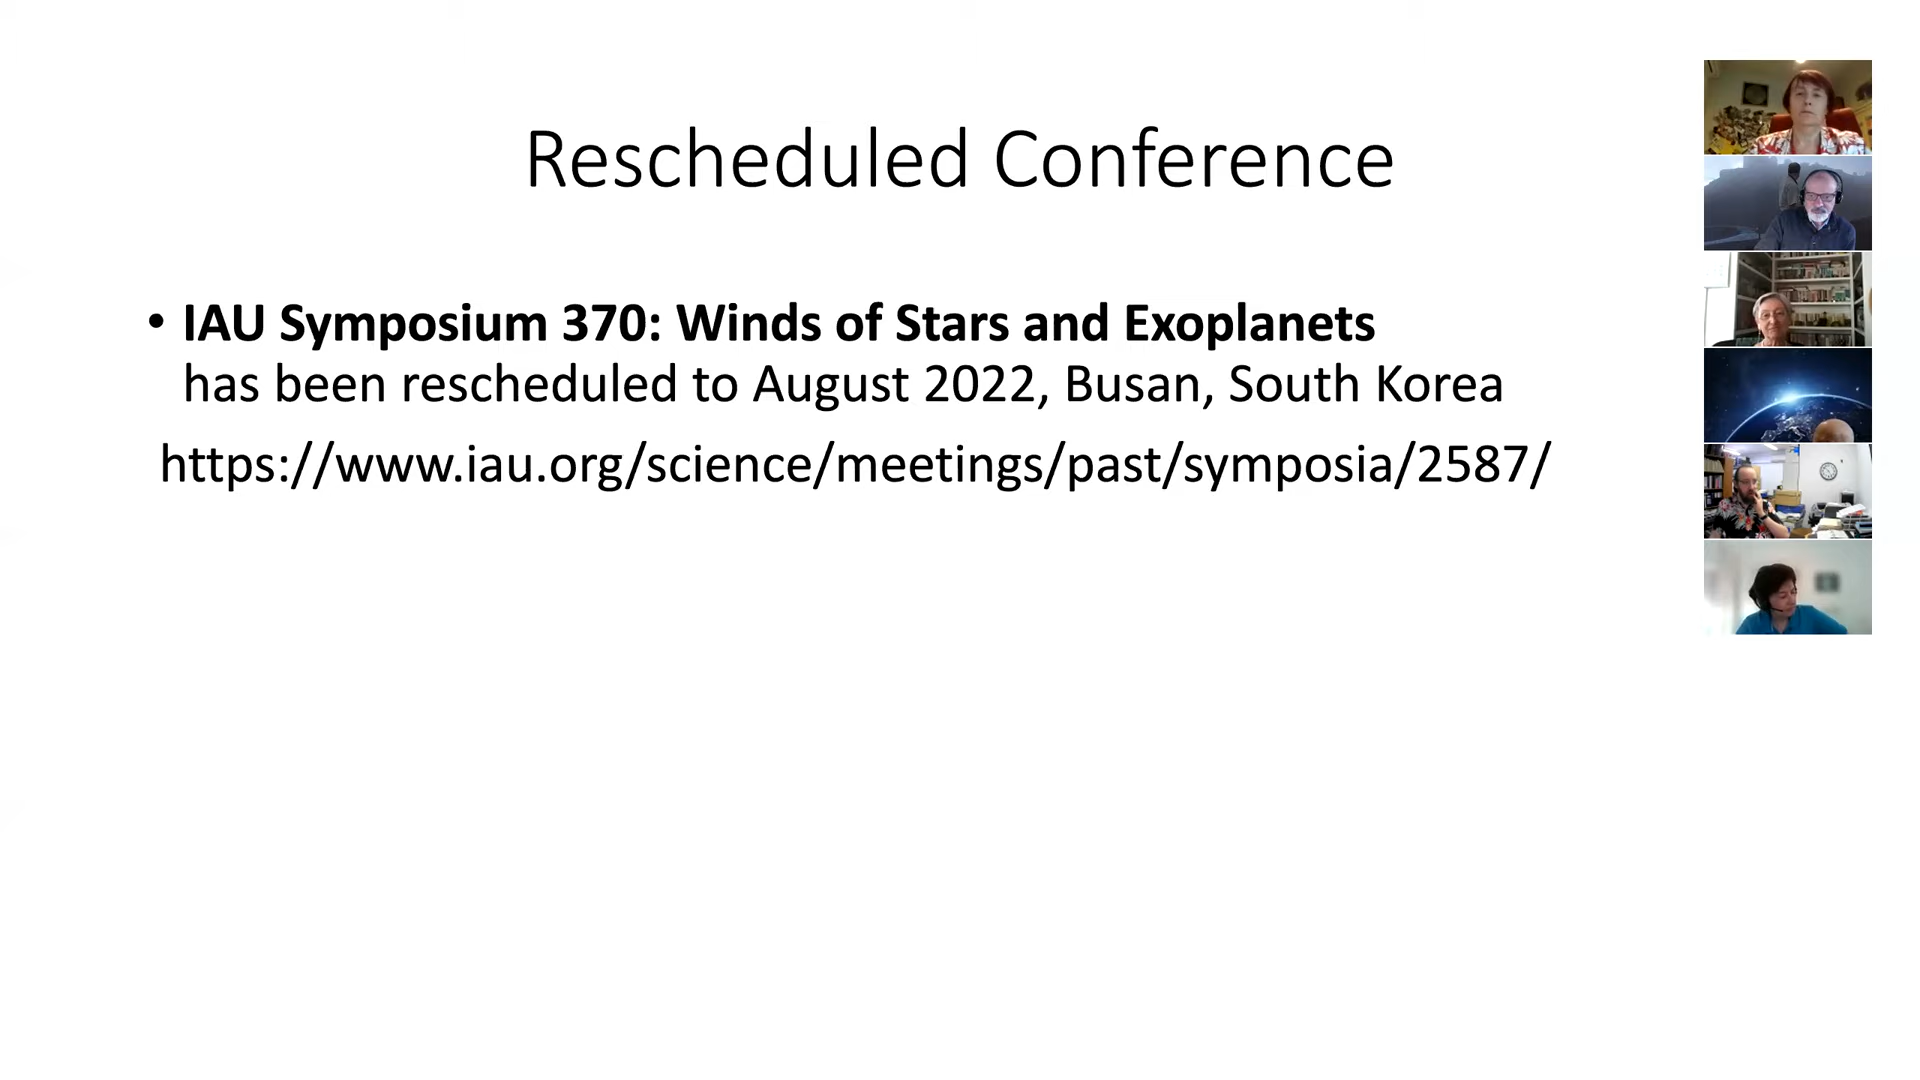 Rescheduled Conference
• IAU Symposium 370: Winds of Stars and Exoplanets
has been rescheduled to August 2022, Busan, South Korea
https://www.iau.org/science/meetings/past/symposia/2587/